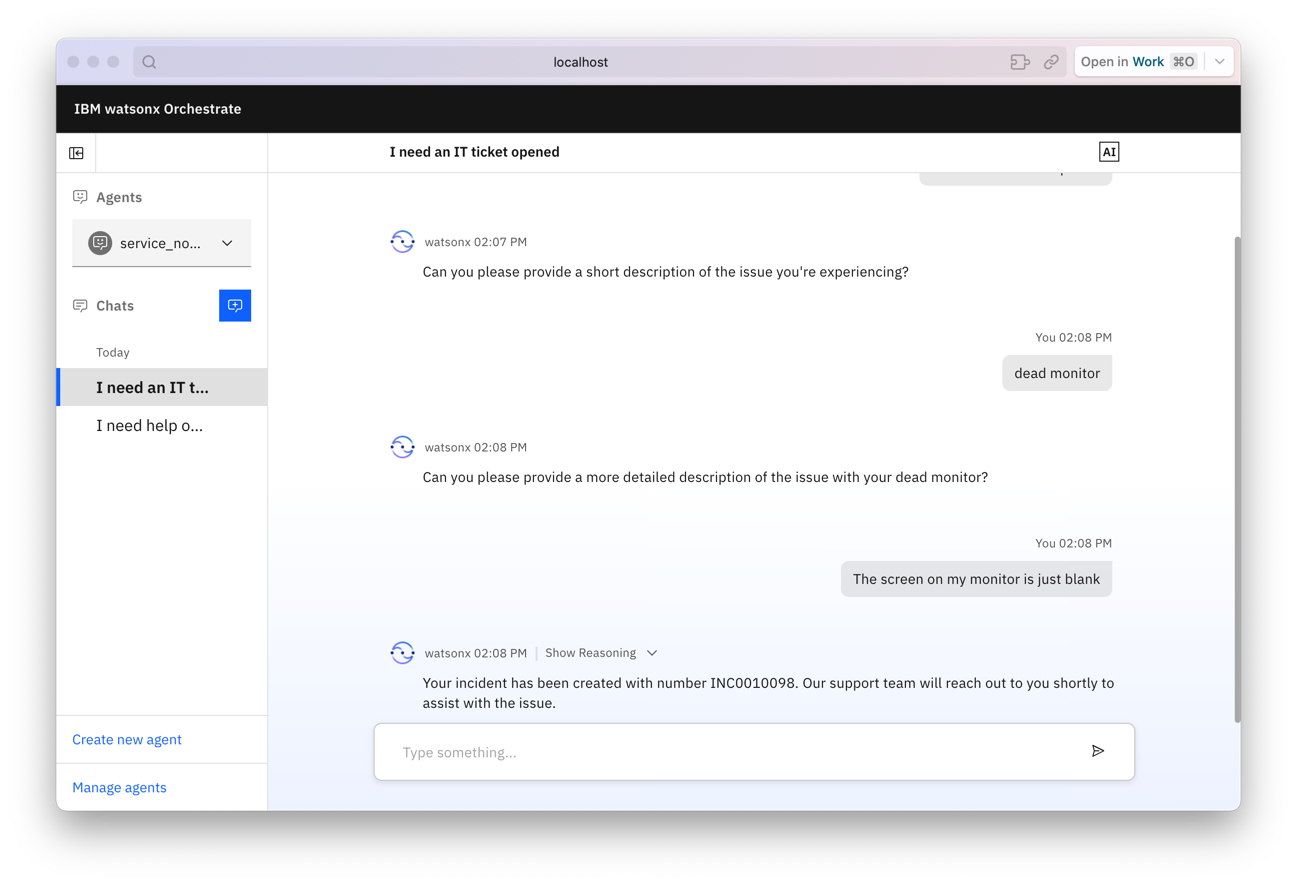 localhost
Open in Work ⌘O
IBM watsonx Orchestrate
I need an IT ticket opened
AI
Agents
service_no...
Chats
Today
I need an IT t...
I need help o...
Create new agent
Manage agents
watsonx 02:07 PM
Can you please provide a short description of the issue you're experiencing?
You 02:08 PM
dead monitor
watsonx 02:08 PM
Can you please provide a more detailed description of the issue with your dead monitor?
You 02:08 PM
The screen on my monitor is just blank
watsonx 02:08 PM | Show Reasoning
Your incident has been created with number INC0010098. Our support team will reach out to you shortly to
assist with the issue.
Type something...